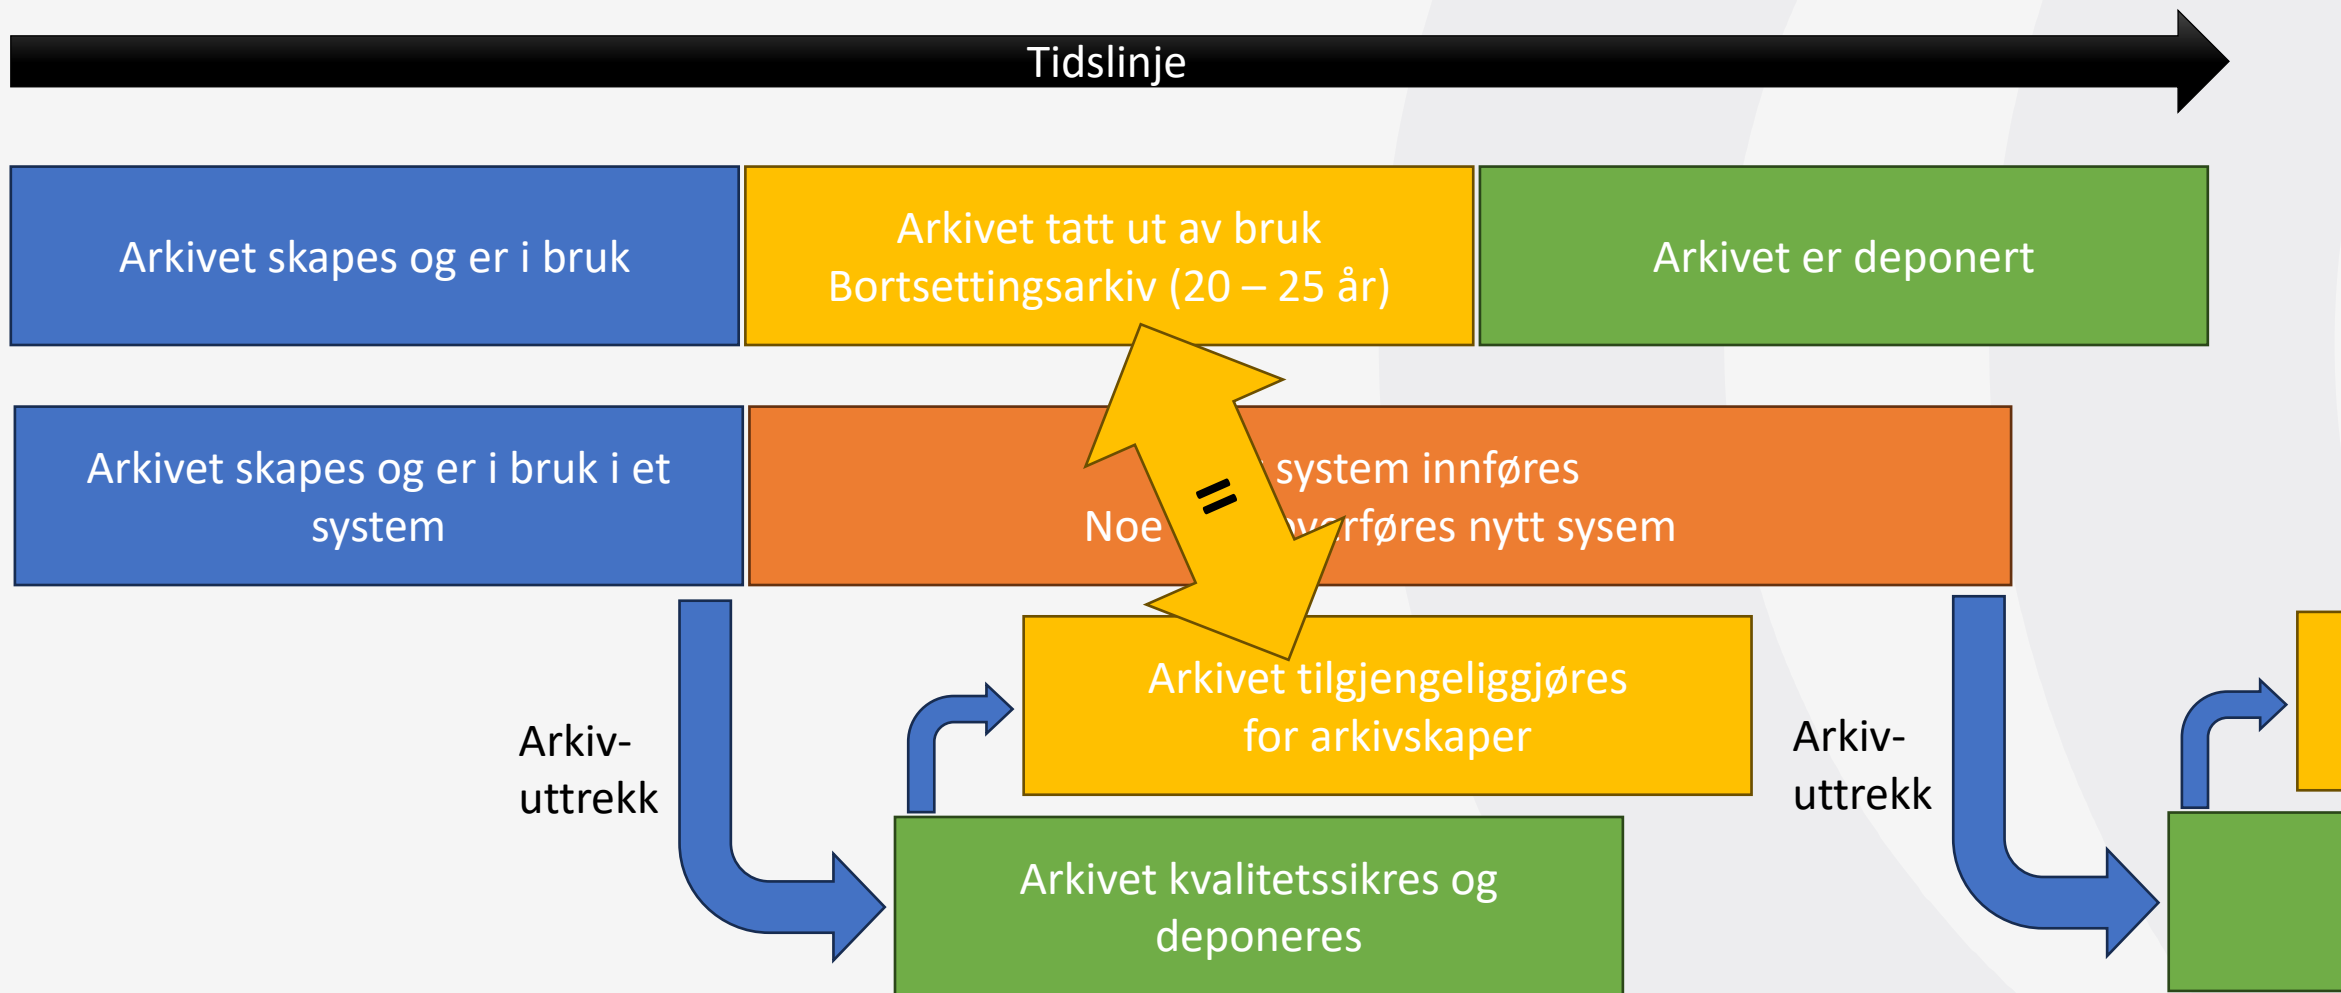 Tidslinje
Arkivet skapes og er i bruk
Arkivet tatt ut av bruk
Bortsettingsarkiv (20 – 25 år)
Arkivet er deponert
Arkivet skapes og er i bruk i et
system
system innføres
Noe overføres nytt sysem
=
Arkivet tilgjengeliggjøres
for arkivskaper
Arkiv-
uttrekk
Arkiv-
uttrekk
Arkivet kvalitetssikres og
deponeres